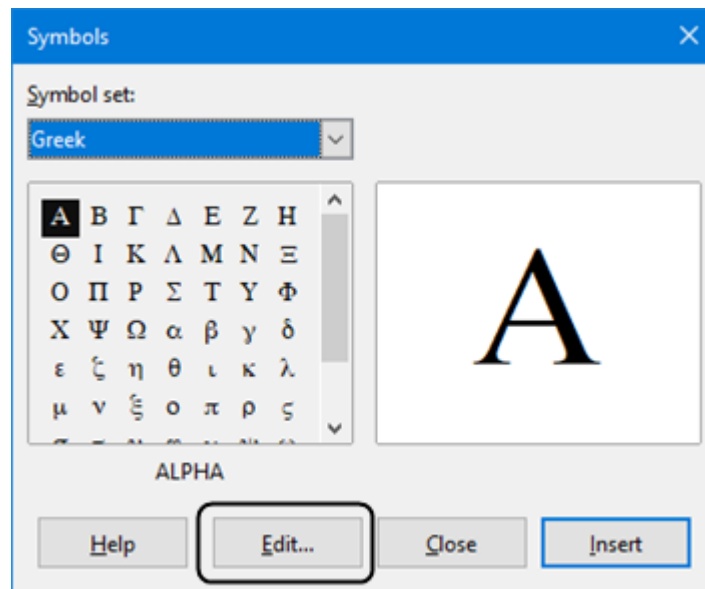 Symbols
Symbol set:
Greek
Α Β Γ Δ Ε Ζ Η
Θ Ι Κ Λ Μ Ν Ξ
Ο Π Ρ Σ Τ Υ Φ
Χ Ψ Ω α β γ δ
ε ζ η θ ι κ λ
μ ν ξ ο π ρ ς
Α
ALPHA
Help
Edit...
Close
Insert